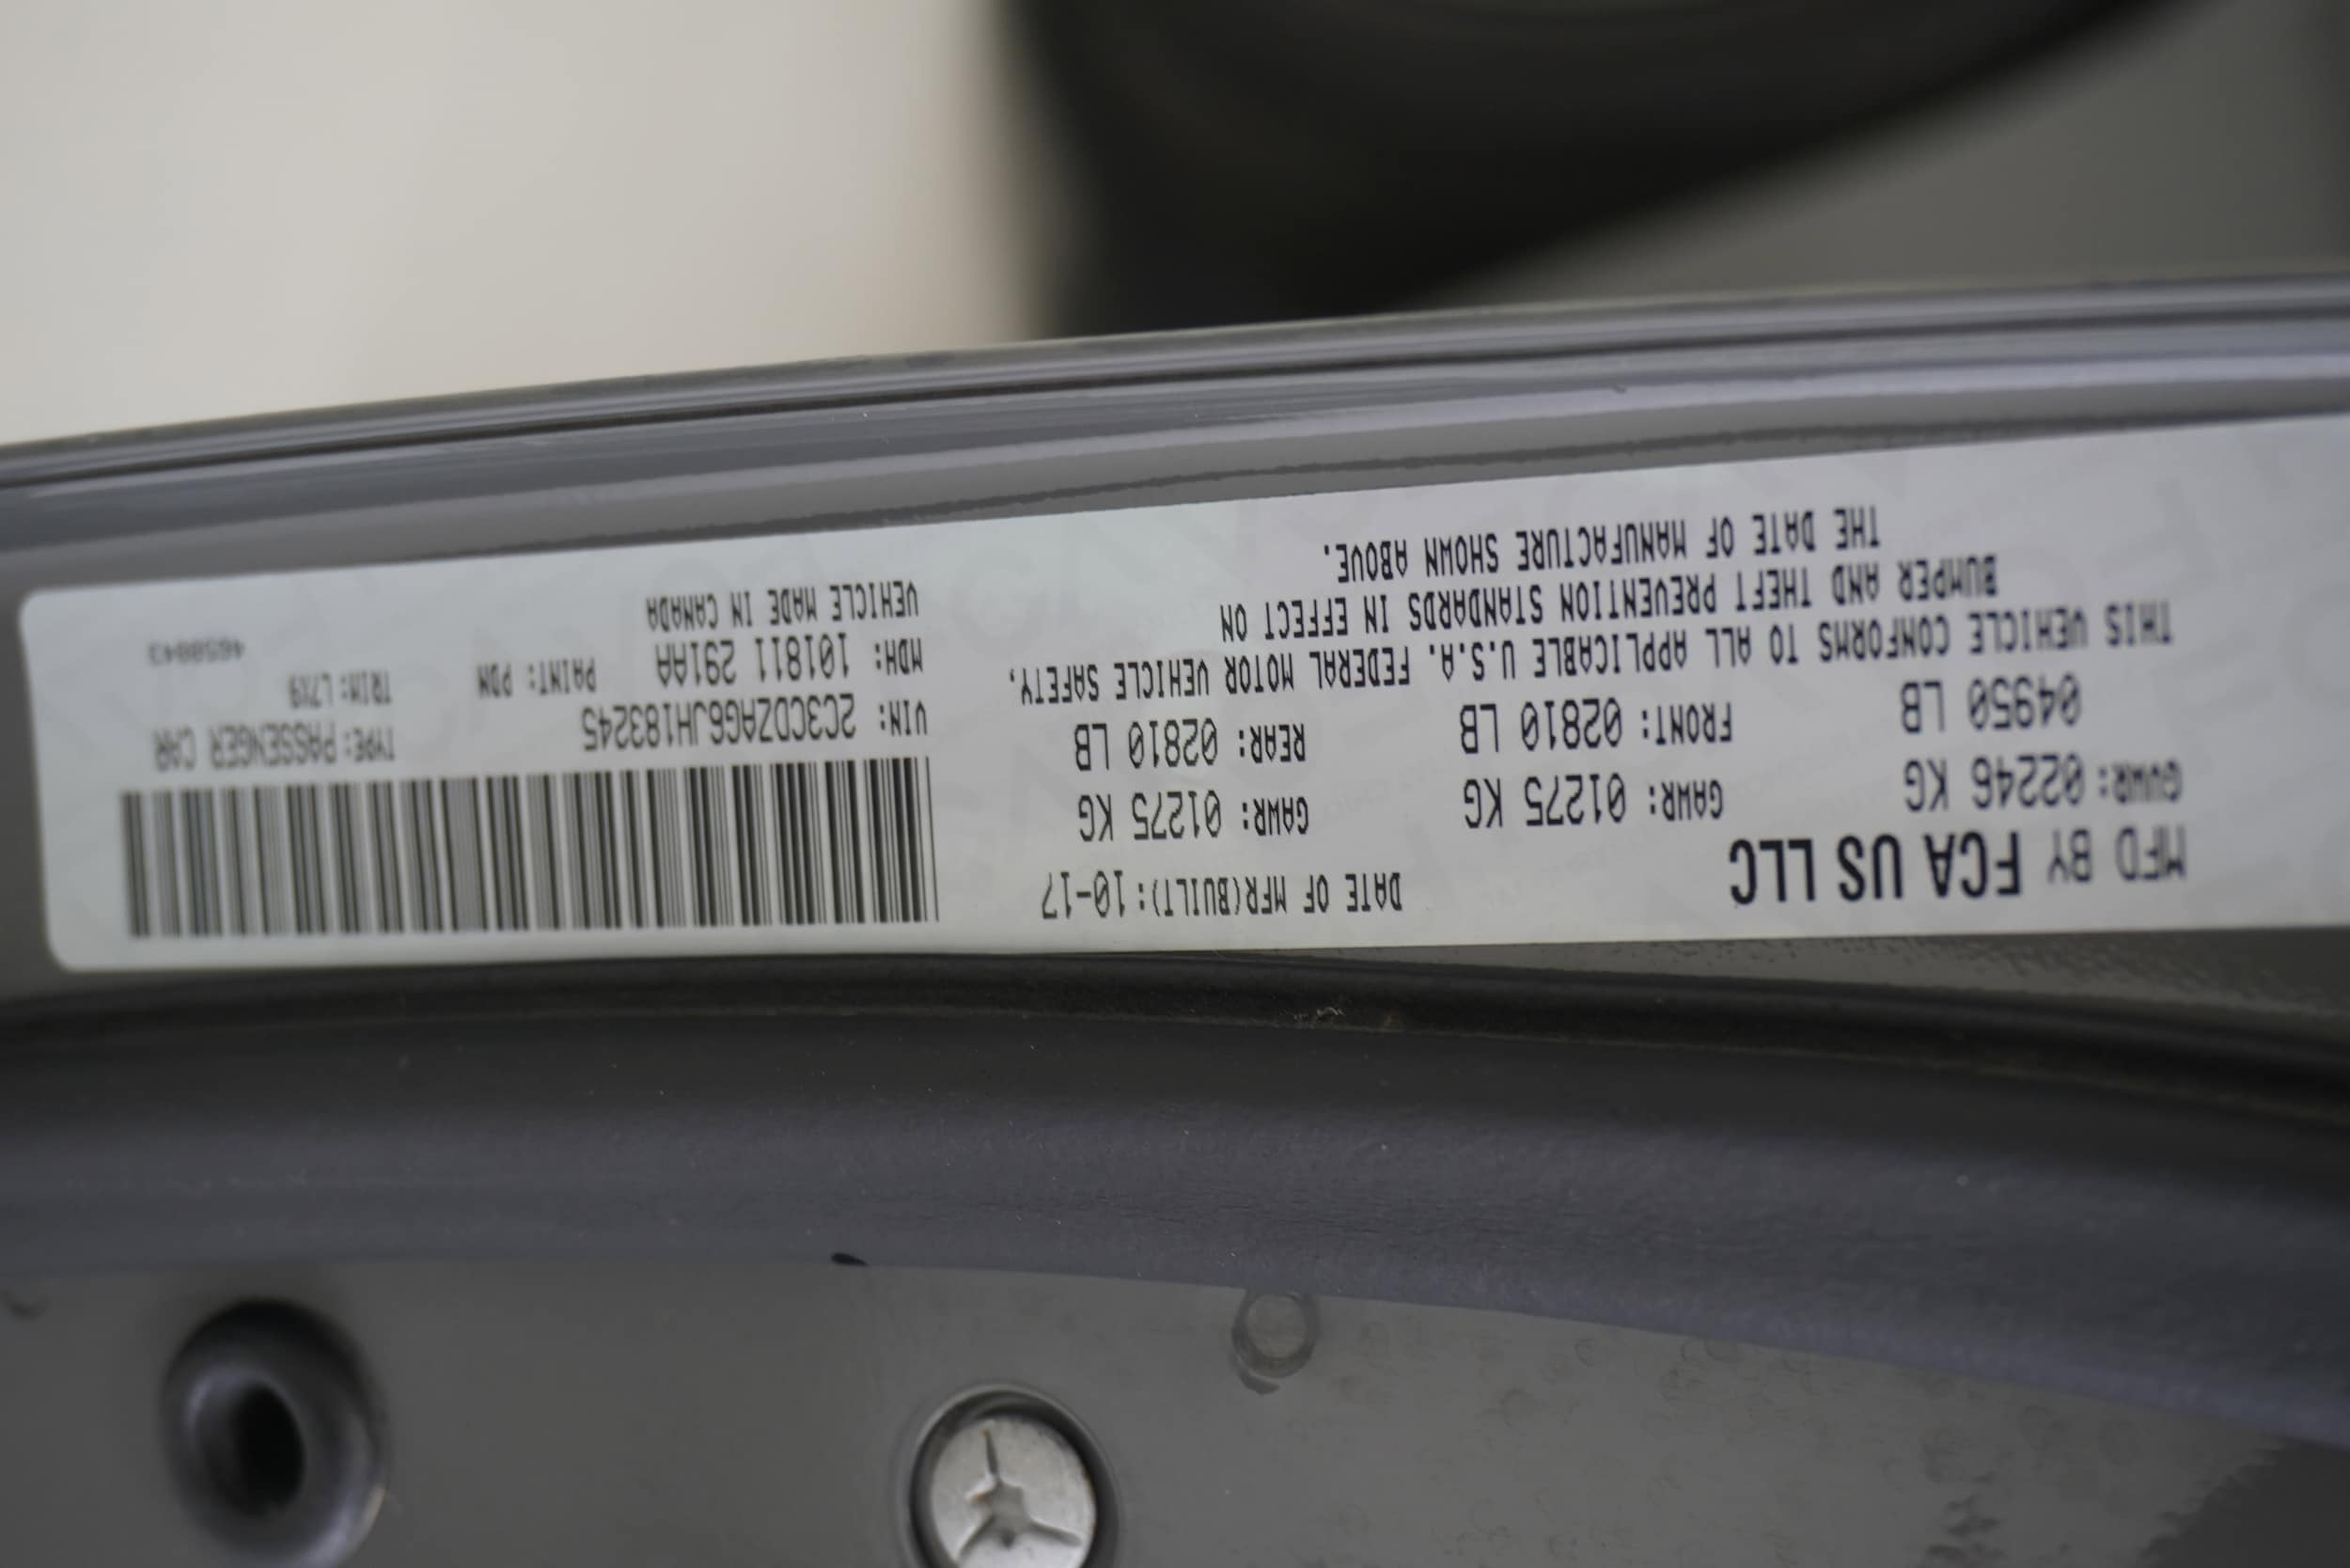 MFD BY FCA US LLC
DATE OF MFR(BUILT): 10-17
GVWR: 02246 KG
04950 LB
GAWR: 01275 KG
FRONT: 02810 LB
GAWR: 01275 KG
REAR: 02810 LB
THIS VEHICLE CONFORMS TO ALL APPLICABLE U.S.A. FEDERAL MOTOR VEHICLE SAFETY,
BUMPER AND THEFT PREVENTION STANDARDS IN EFFECT ON
THE DATE OF MANUFACTURE SHOWN ABOVE.
VIN: 2C3CDZAG6JH183245
TYPE: PASSENGER CAR
MDH: 101811 291AA
PAINT: PDN
TRIM: L7X9
VEHICLE MADE IN CANADA